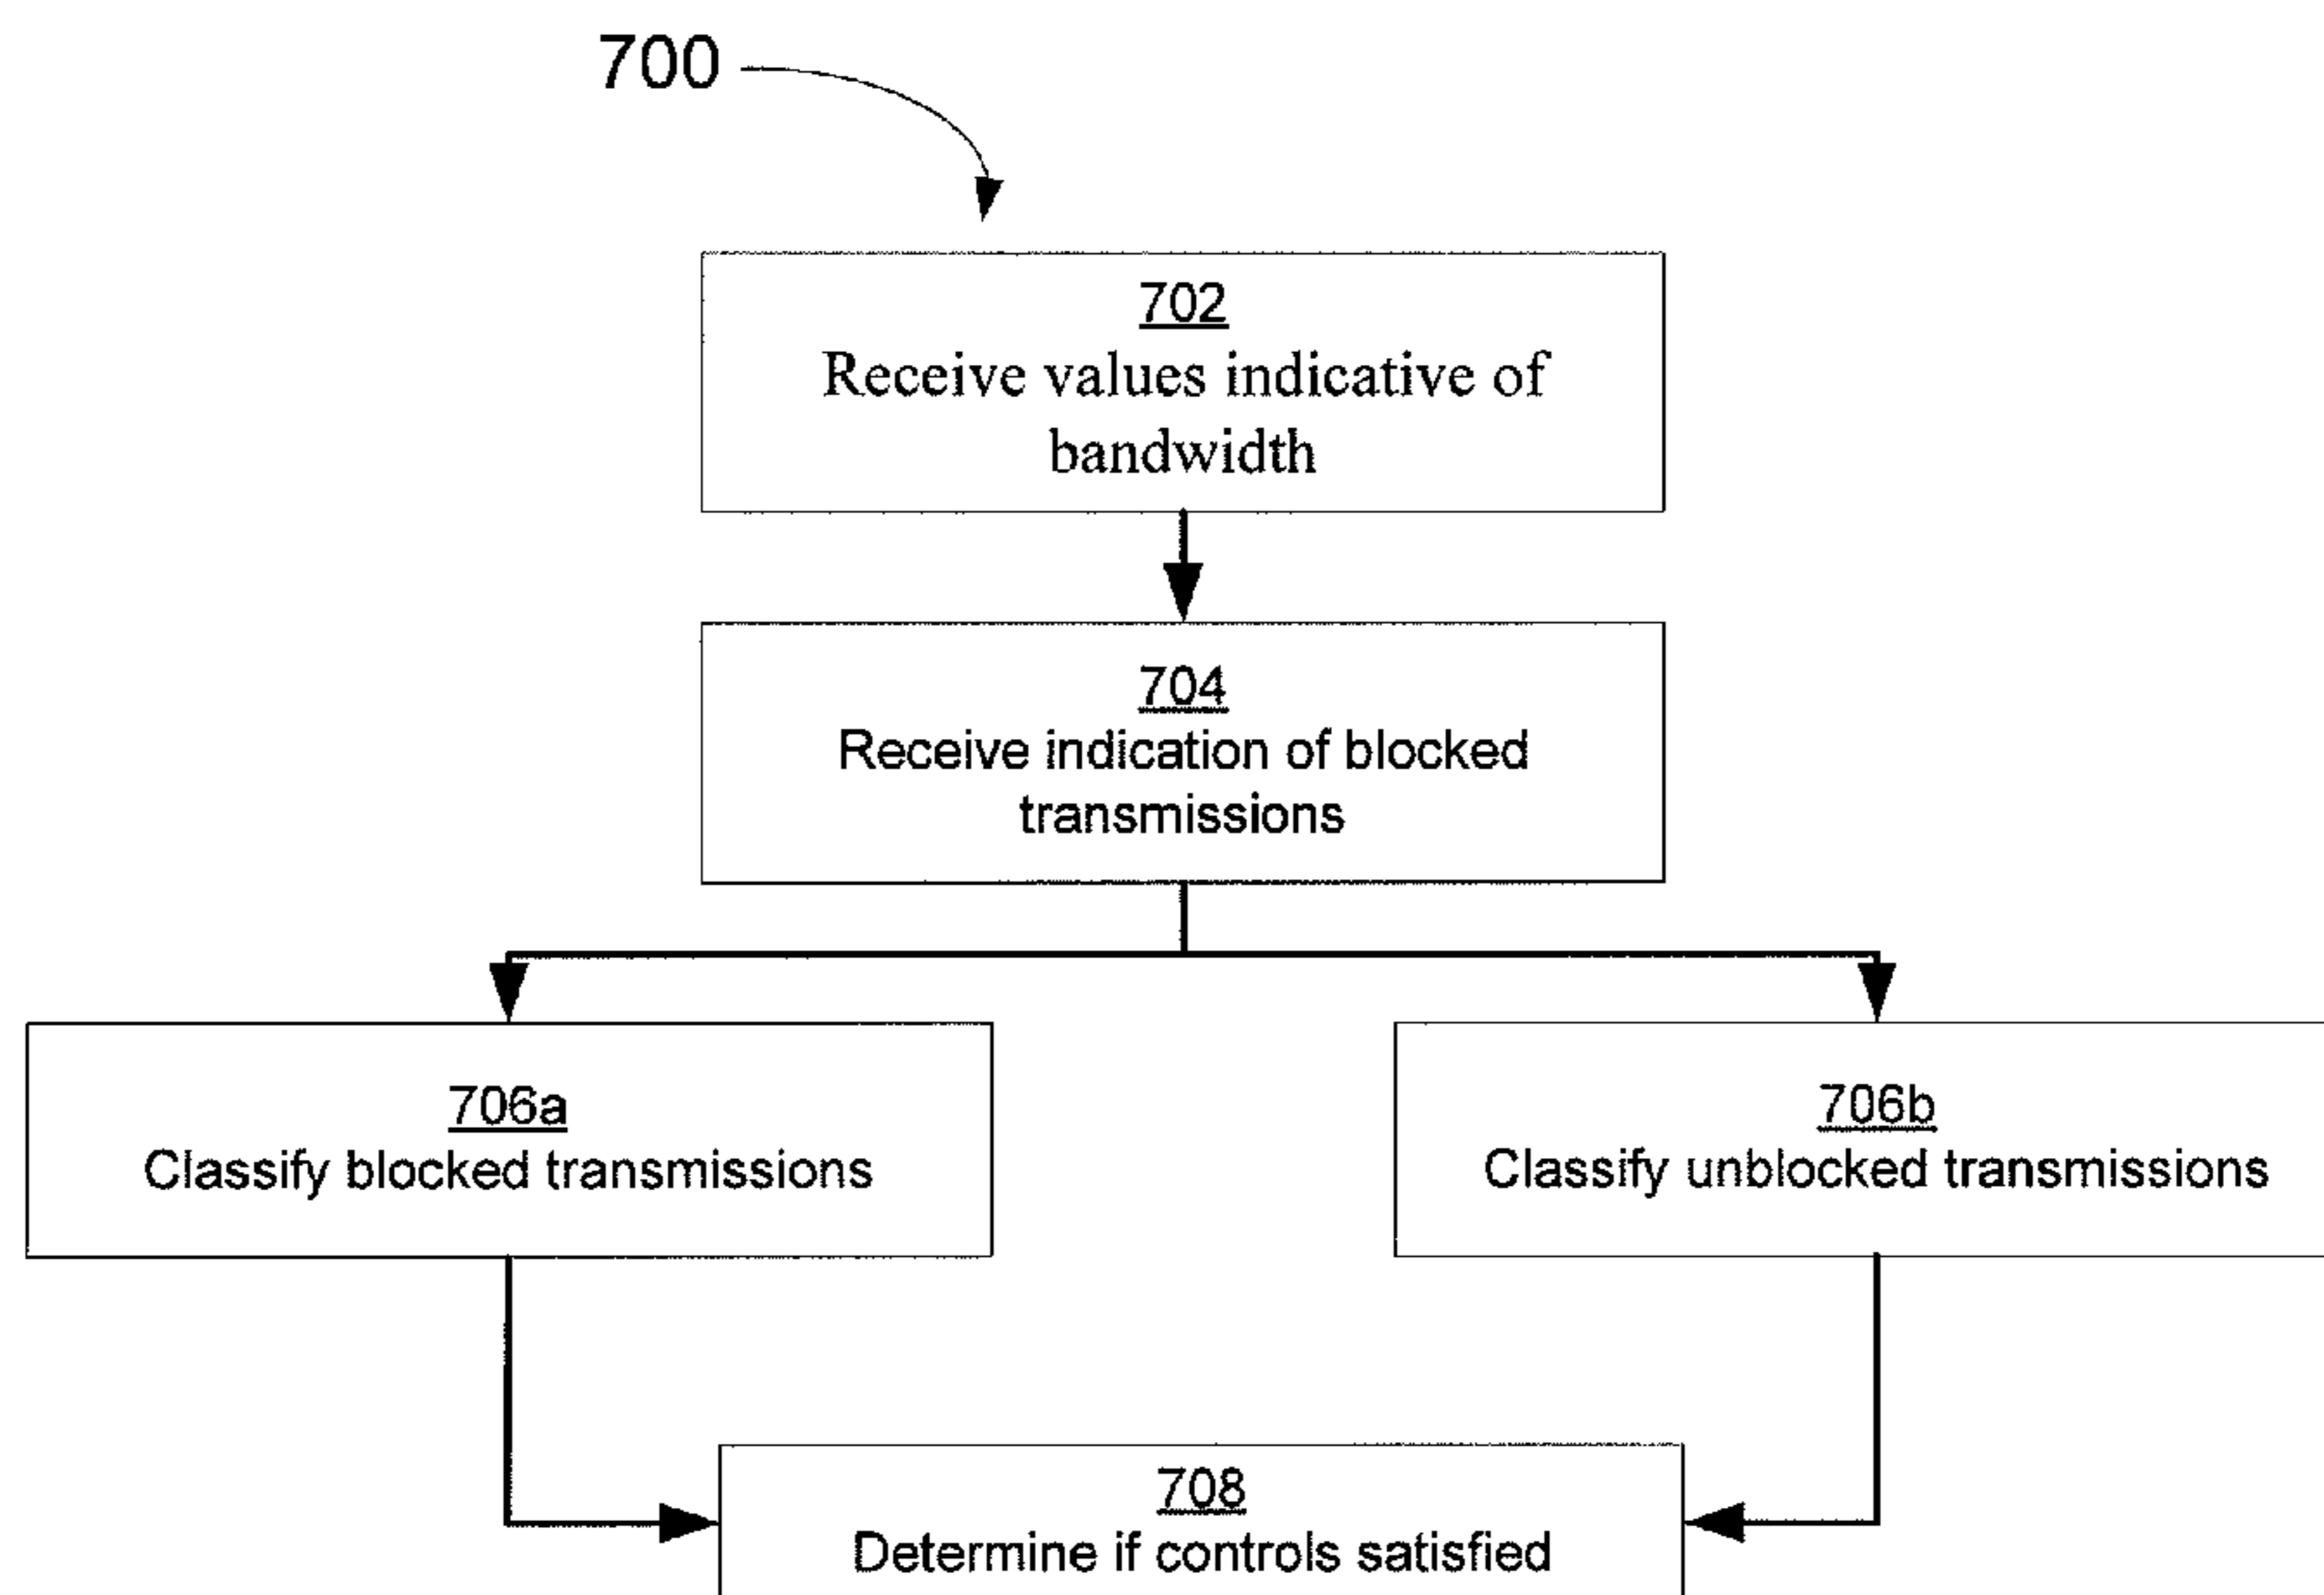 700
702
Receive values indicative of
bandwidth
704
Receive indication of blocked
transmissions
706a
Classify blocked transmissions
706b
Classify unblocked transmissions
708
Determine if controls satisfied